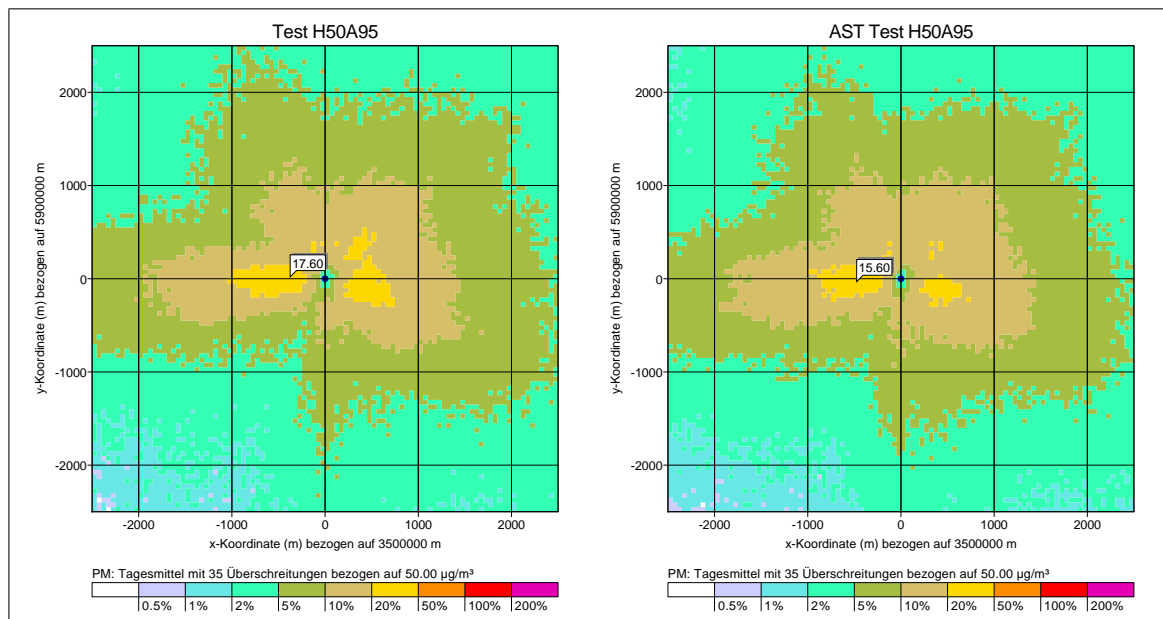 Test H50A95
2000
1000
0
-1000
-2000
y-Koordinate (m) bezogen auf 5900000 m
17.60
-2000 -1000 0 1000 2000
x-Koordinate (m) bezogen auf 3500000 m
PM: Tagesmittel mit 35 Überschreitungen bezogen auf 50.00 µg/m³
0.5% 1% 2% 5% 10% 20% 50% 100% 200%
AST Test H50A95
2000
1000
0
-1000
-2000
y-Koordinate (m) bezogen auf 5900000 m
15.60
-2000 -1000 0 1000 2000
x-Koordinate (m) bezogen auf 3500000 m
PM: Tagesmittel mit 35 Überschreitungen bezogen auf 50.00 µg/m³
0.5% 1% 2% 5% 10% 20% 50% 100% 200%